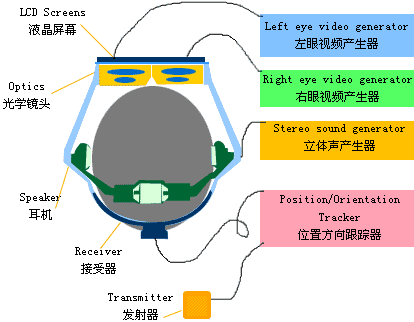 LCD Screens
液晶屏幕
Optics
光学镜头
Speaker
耳机
Receiver
接受器
Transmitter
发射器
Left eye video generator
左眼视频产生器
Right eye video generator
右眼视频产生器
Stereo sound generator
立体声产生器
Position/Orientation
Tracker
位置方向跟踪器